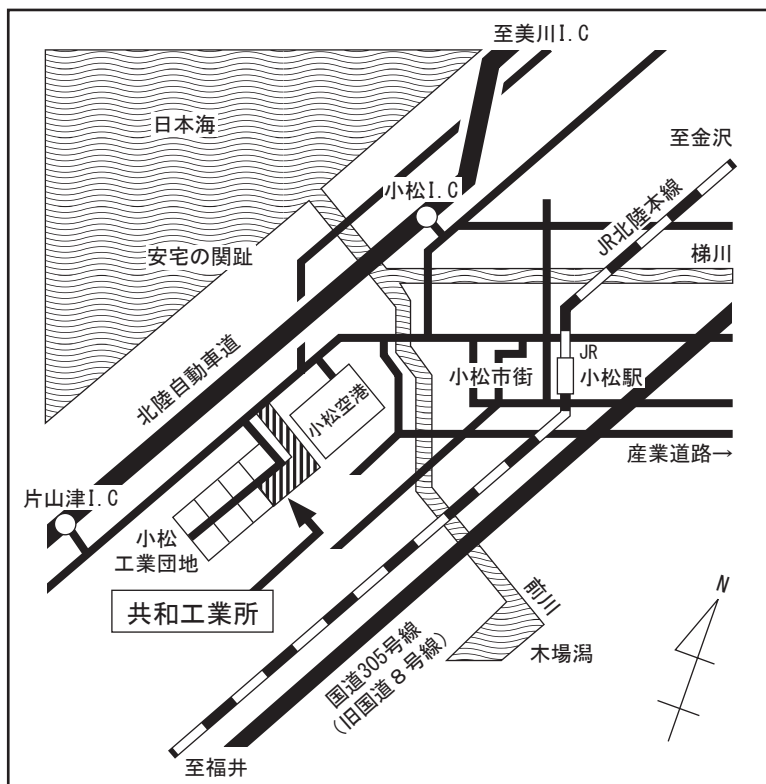 至美川I.C
日本海
至金沢
小松I.C
JR北陸本線
安宅の関趾
梯川
北陸自動車道
JR
小松市街
小松駅
小松空港
産業道路→
片山津I.C
小松
工業団地
共和工業所
前川
N
木場潟
国道305号線
(旧国道8号線)
至福井